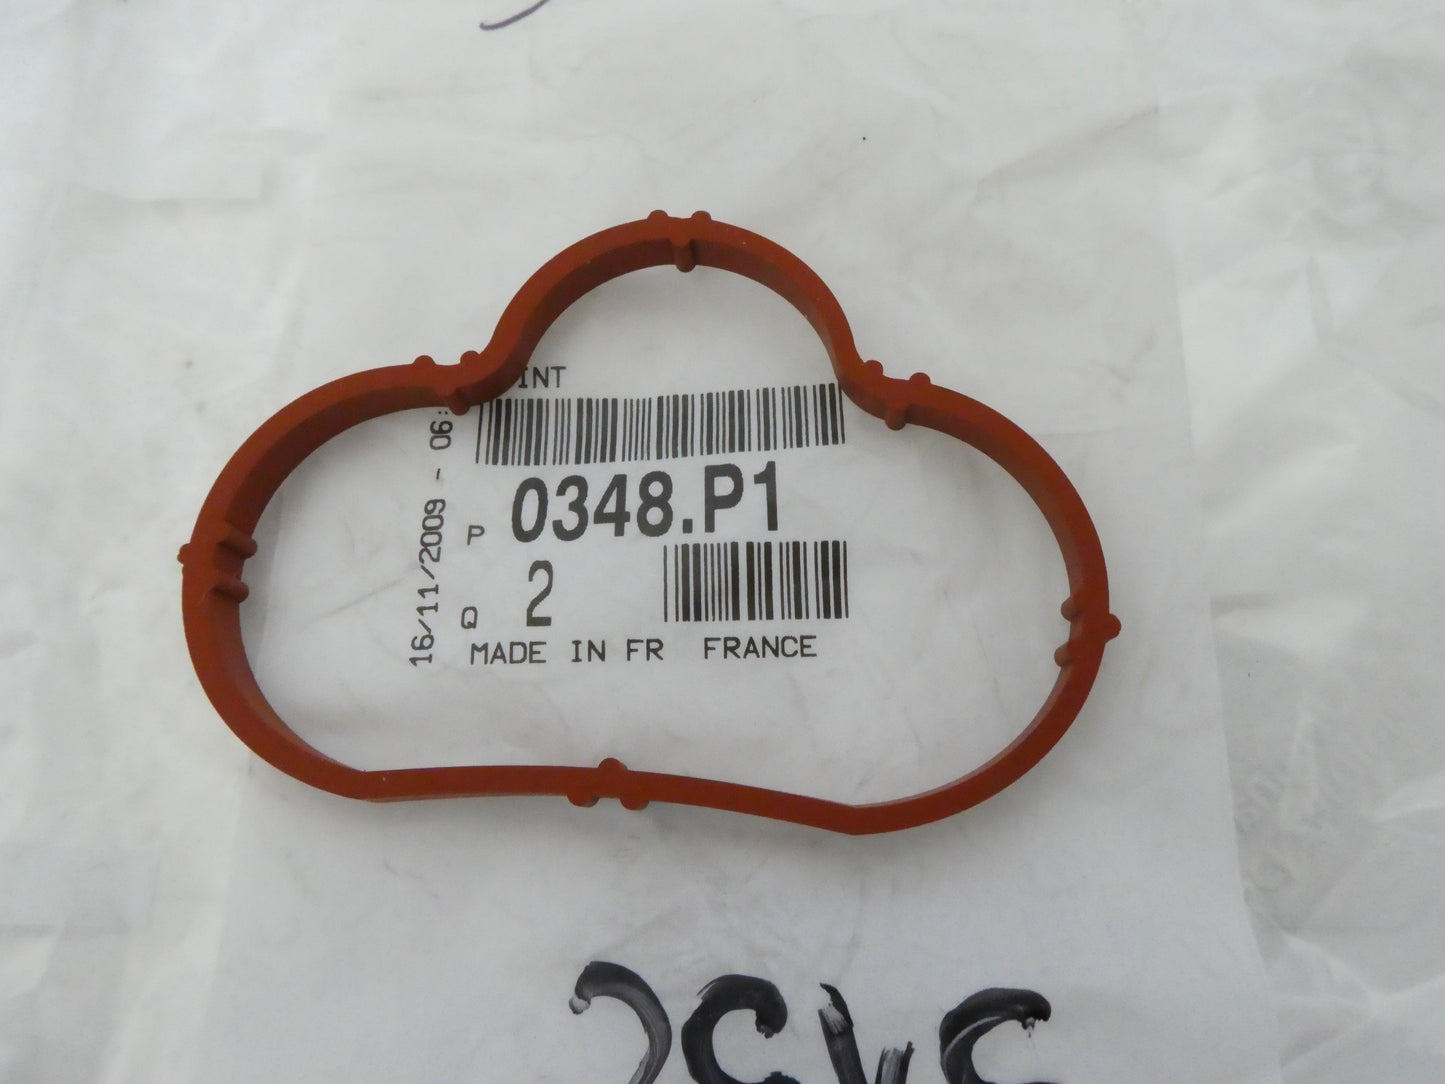 INT
P 0348.P1
Q 2
MADE IN FR FRANCE
16/11/2009 - 06: